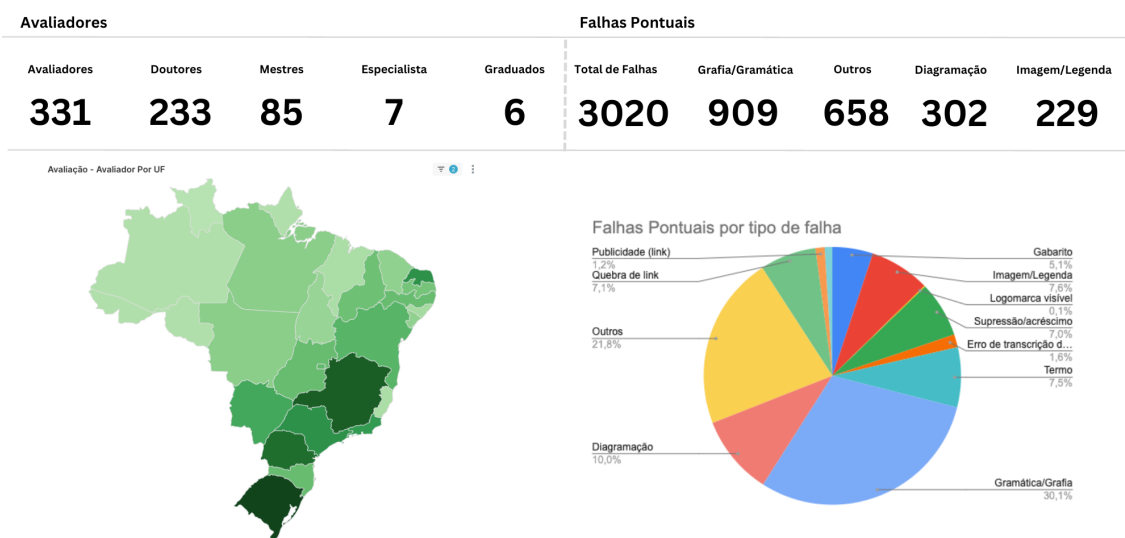 Avaliadores
Falhas Pontuais
Avaliadores Doutores Mestres Especialista Graduados
331 233 85 7 6
Total de Falhas Grafia/Gramática Outros Diagramação Imagem/Legenda
3020 909 658 302 229
Avaliação - Avaliador Por UF
2
Falhas Pontuais por tipo de falha
Publicidade (link)
1,2%
Quebra de link
7,1%
Outros
21,8%
Diagramação
10,0%
Gabarito
5,1%
Imagem/Legenda
7,6%
Logomarca visível
0,1%
Supressão/acréscimo
7,0%
Erro de transcrição d...
1,6%
Termo
7,5%
Gramática/Grafia
30,1%